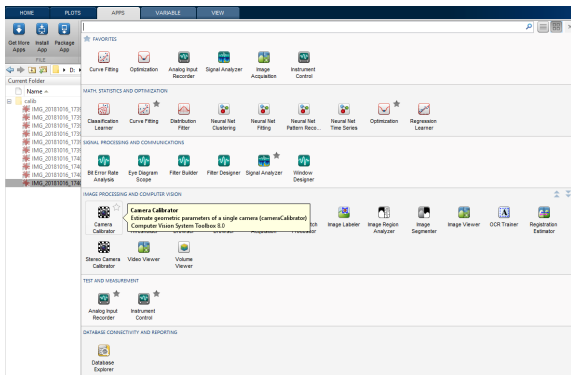 HOME PLOTS APPS VARIABLE VIEW
Get More Apps
Install App
Package App
FILE
D:
Current Folder
Name
calib
IMG_20181016_173
IMG_20181016_173
IMG_20181016_173
IMG_20181016_173
IMG_20181016_173
IMG_20181016_174
IMG_20181016_174
IMG_20181016_174
IMG_20181016_174
FAVORITES
Curve Fitting
Optimization
Analog Input Recorder
Signal Analyzer
Image Acquisition
Instrument Control
MATH, STATISTICS AND OPTIMIZATION
Classification Learner
Curve Fitting
Distribution Fitter
Neural Net Clustering
Neural Net Fitting
Neural Net Pattern Reco...
Neural Net Time Series
Optimization
Regression Learner
SIGNAL PROCESSING AND COMMUNICATIONS
Bit Error Rate Analysis
Eye Diagram Scope
Filter Builder
Filter Designer
Signal Analyzer
Window Designer
IMAGE PROCESSING AND COMPUTER VISION
Camera Calibrator
Camera Calibrator
Estimate geometric parameters of a single camera (cameraCalibrator)
Computer Vision System Toolbox 8.0
Image Labeler
Image Region Analyzer
Image Segmenter
Image Viewer
OCR Trainer
Registration Estimator
Stereo Camera Calibrator
Video Viewer
Volume Viewer
TEST AND MEASUREMENT
Analog Input Recorder
Instrument Control
DATABASE CONNECTIVITY AND REPORTING
Database Explorer